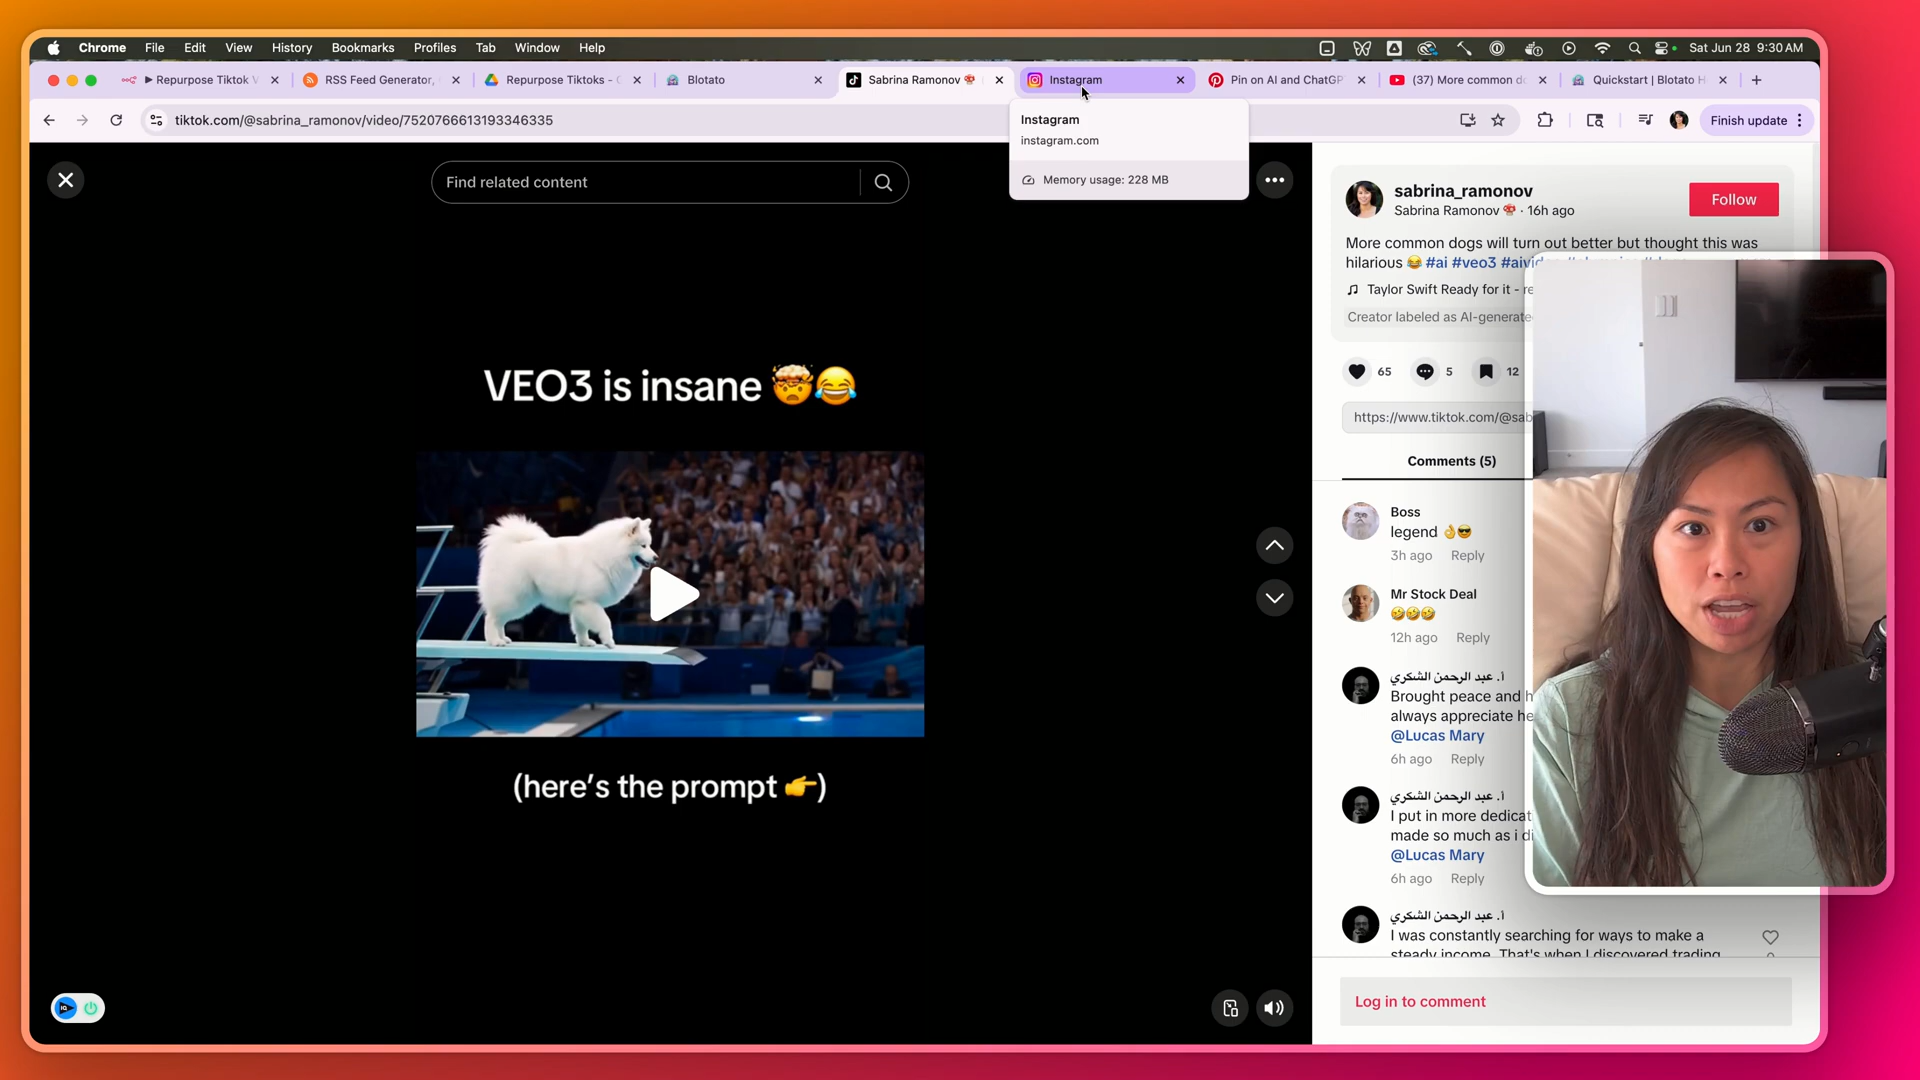 Chrome File Edit View History Bookmarks Profiles Tab Window Help Sat Jun 28 9:30 AM
Repurpose Tiktok RSS Feed Generator, Repurpose Tiktoks - Blotato Sabrina Ramonov 🍄 Instagram Pin on AI and ChatGP (37) More common do Quickstart | Blotato H
tiktok.com/@sabrina_ramonov/video/7520766613193346335 Finish update
Instagram
instagram.com
Memory usage: 228 MB
Find related content
VEO3 is insane 🤯😂
(here's the prompt 👉)
sabrina_ramonov
Sabrina Ramonov 🍄 · 16h ago
Follow
More common dogs will turn out better but thought this was
hilarious 😂 #ai #veo3
Taylor Swift Ready for it -
Creator labeled as AI-generate
65 5 12
https://www.tiktok.com/@sab
Comments (5)
Boss
legend 👌😎
3h ago Reply
Mr Stock Deal
🤣🤣🤣
12h ago Reply
أ. عبد الرحمن الشكري
Brought peace and
always appreciate
@Lucas Mary
6h ago Reply
أ. عبد الرحمن الشكري
I put in more
made so much as i
@Lucas Mary
6h ago Reply
أ. عبد الرحمن الشكري
I was constantly searching for ways to make a
steady income. That's when I discovered trading
Log in to comment